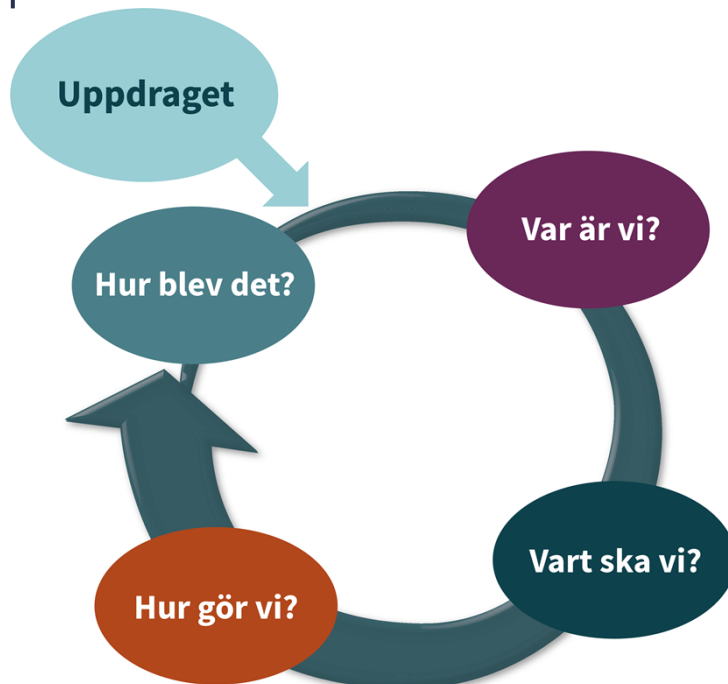 Uppdraget
Var är vi?
Hur blev det?
Vart ska vi?
Hur gör vi?